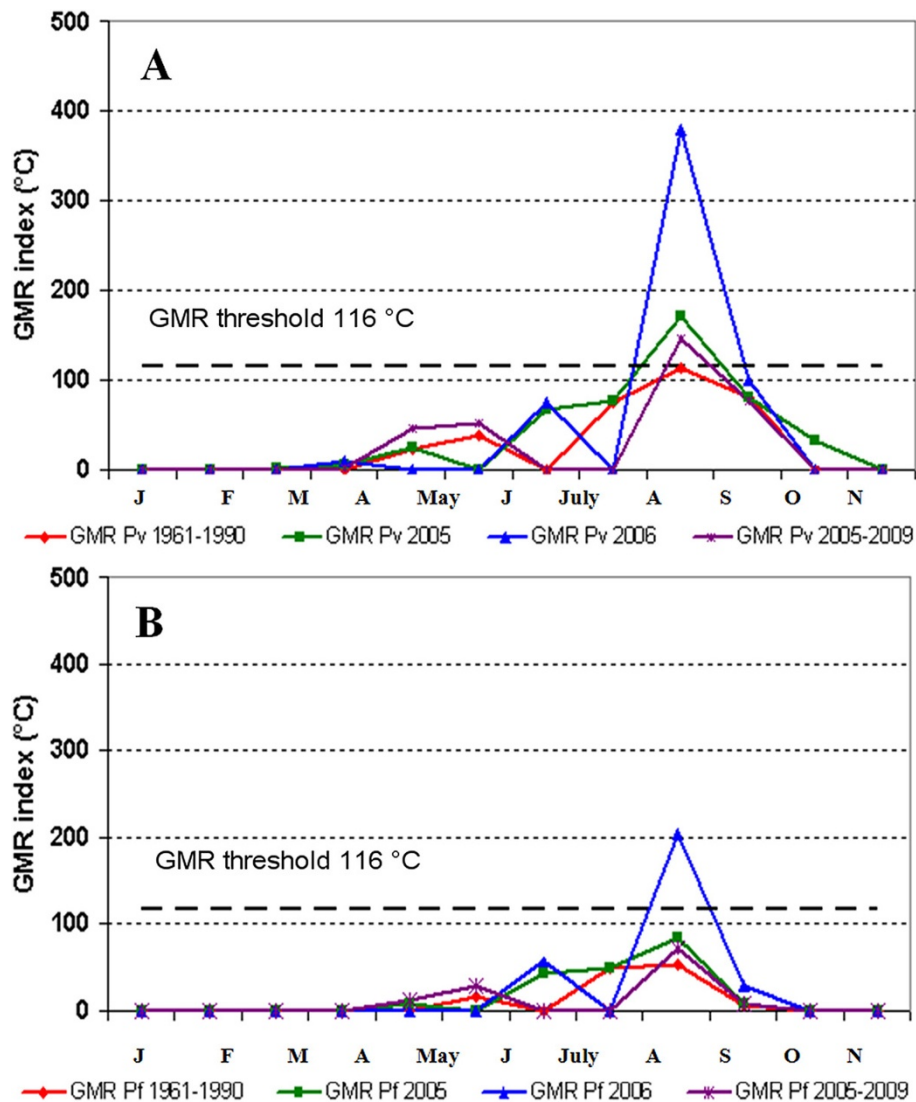 A
500
400
300
200
100
0
GMR index (°C)
GMR threshold 116 °C
J F M A May J July A S O N
GMR Pv 1961-1990 GMR Pv 2005 GMR Pv 2006 GMR Pv 2005-2009
B
500
400
300
200
100
0
GMR index (°C)
GMR threshold 116 °C
J F M A May J July A S O N
GMR Pf 1961-1990 GMR Pf 2005 GMR Pf 2006 GMR Pf 2005-2009